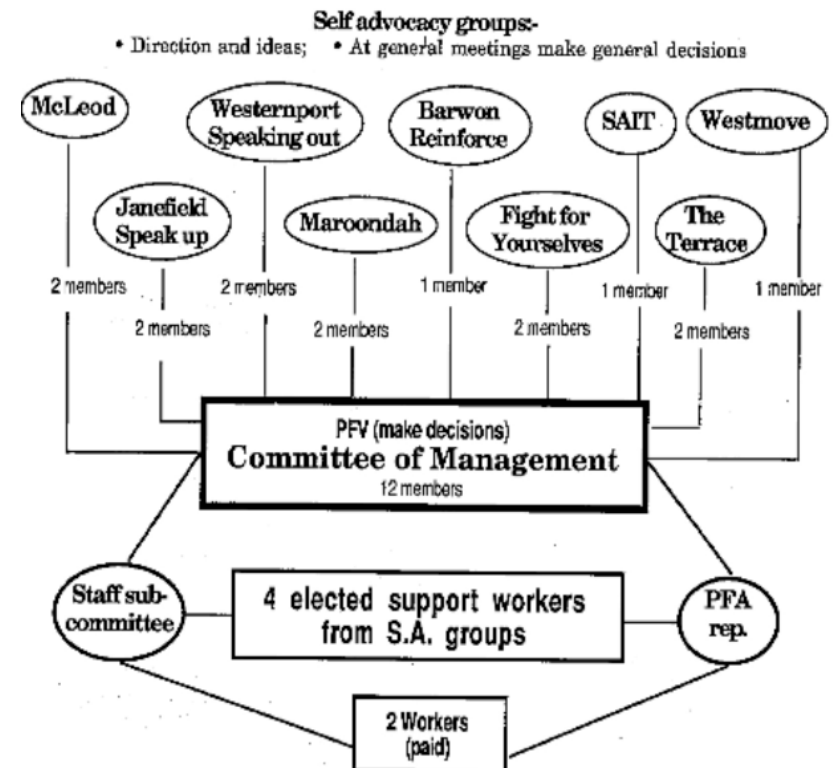 Self advocacy groups:-
• Direction and ideas; • At general meetings make general decisions
McLeod
Westernport
Speaking out
Barwon
Reinforce
SAIT
Westmove
Janefield
Speak up
Maroondah
Fight for
Yourselves
The
Terrace
2 members
2 members
1 member
1 member
1 member
2 members
2 members
2 members
2 members
PFV (make decisions)
Committee of Management
12 members
Staff sub-
committee
4 elected support workers
from S.A. groups
PFA
rep.
2 Workers
(paid)